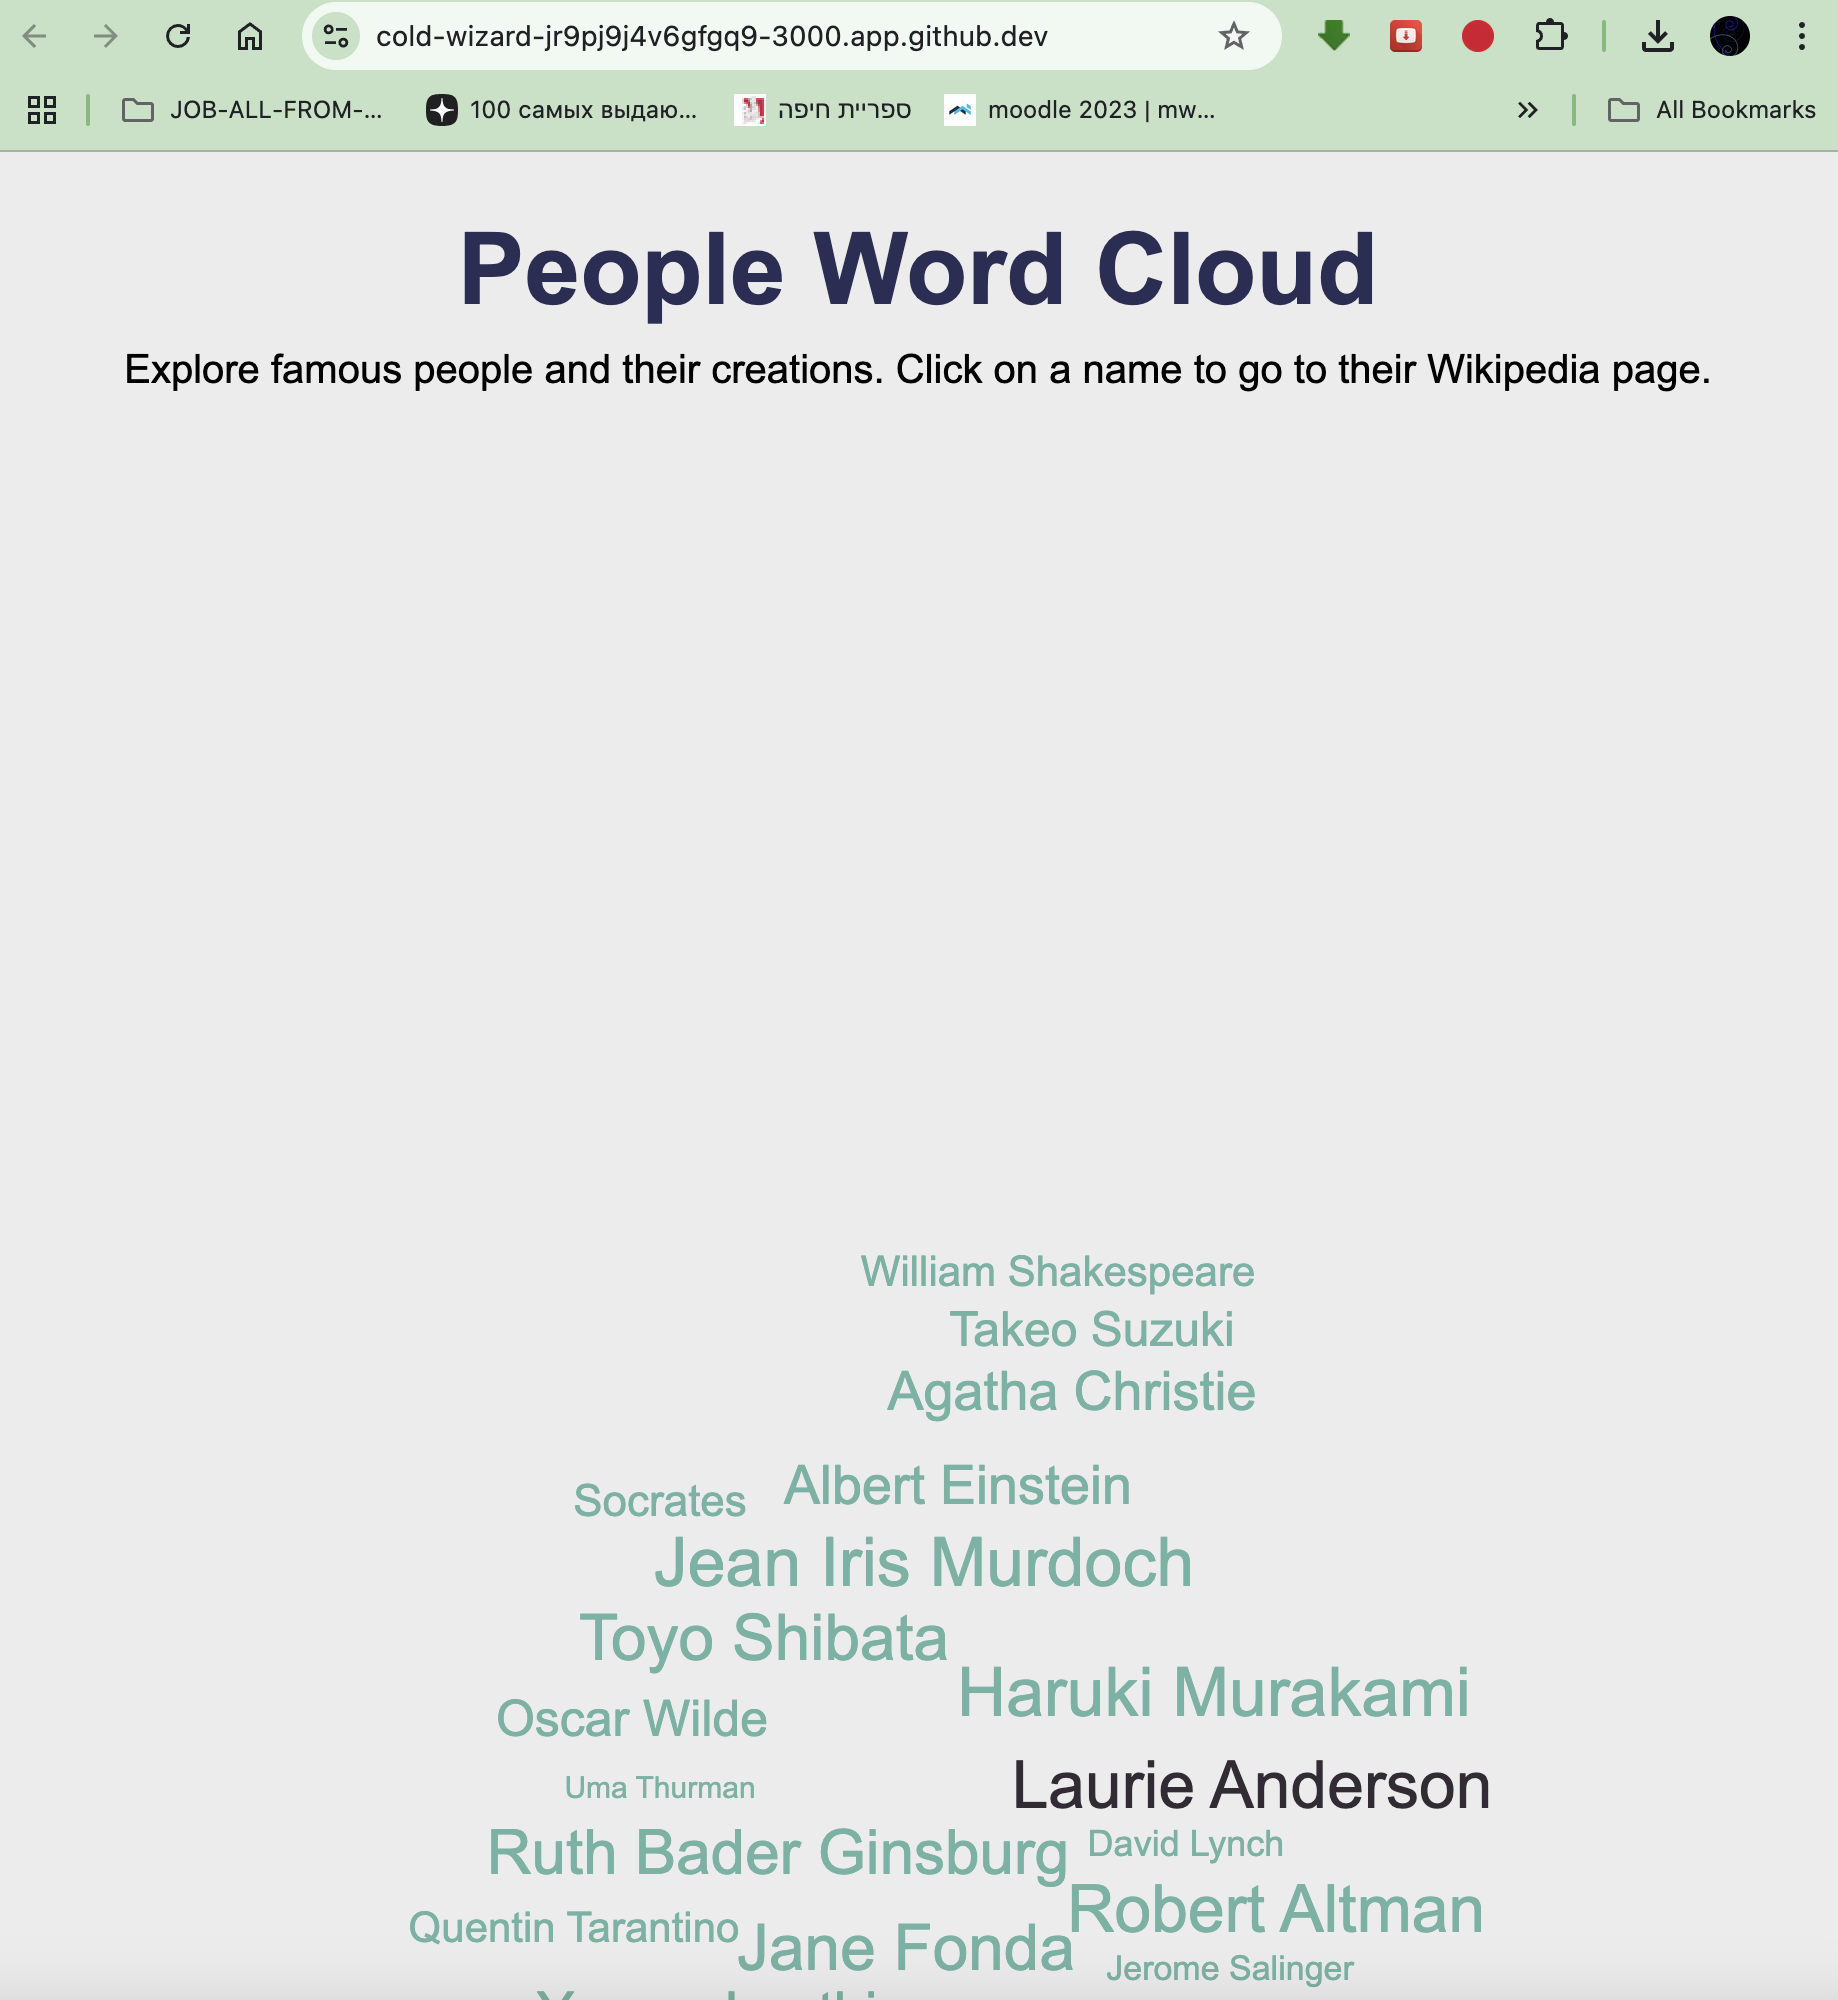 cold-wizard-jr9pj9j4v6gfgq9-3000.app.github.dev
JOB-ALL-FROM-... 100 самых выдаю... ספריית חיפה moodle 2023 | mw... All Bookmarks
People Word Cloud
Explore famous people and their creations. Click on a name to go to their Wikipedia page.
William Shakespeare
Takeo Suzuki
Agatha Christie
Socrates Albert Einstein
Jean Iris Murdoch
Toyo Shibata
Haruki Murakami
Oscar Wilde
Uma Thurman Laurie Anderson
Ruth Bader Ginsburg David Lynch
Robert Altman
Quentin Tarantino Jane Fonda
Jerome Salinger